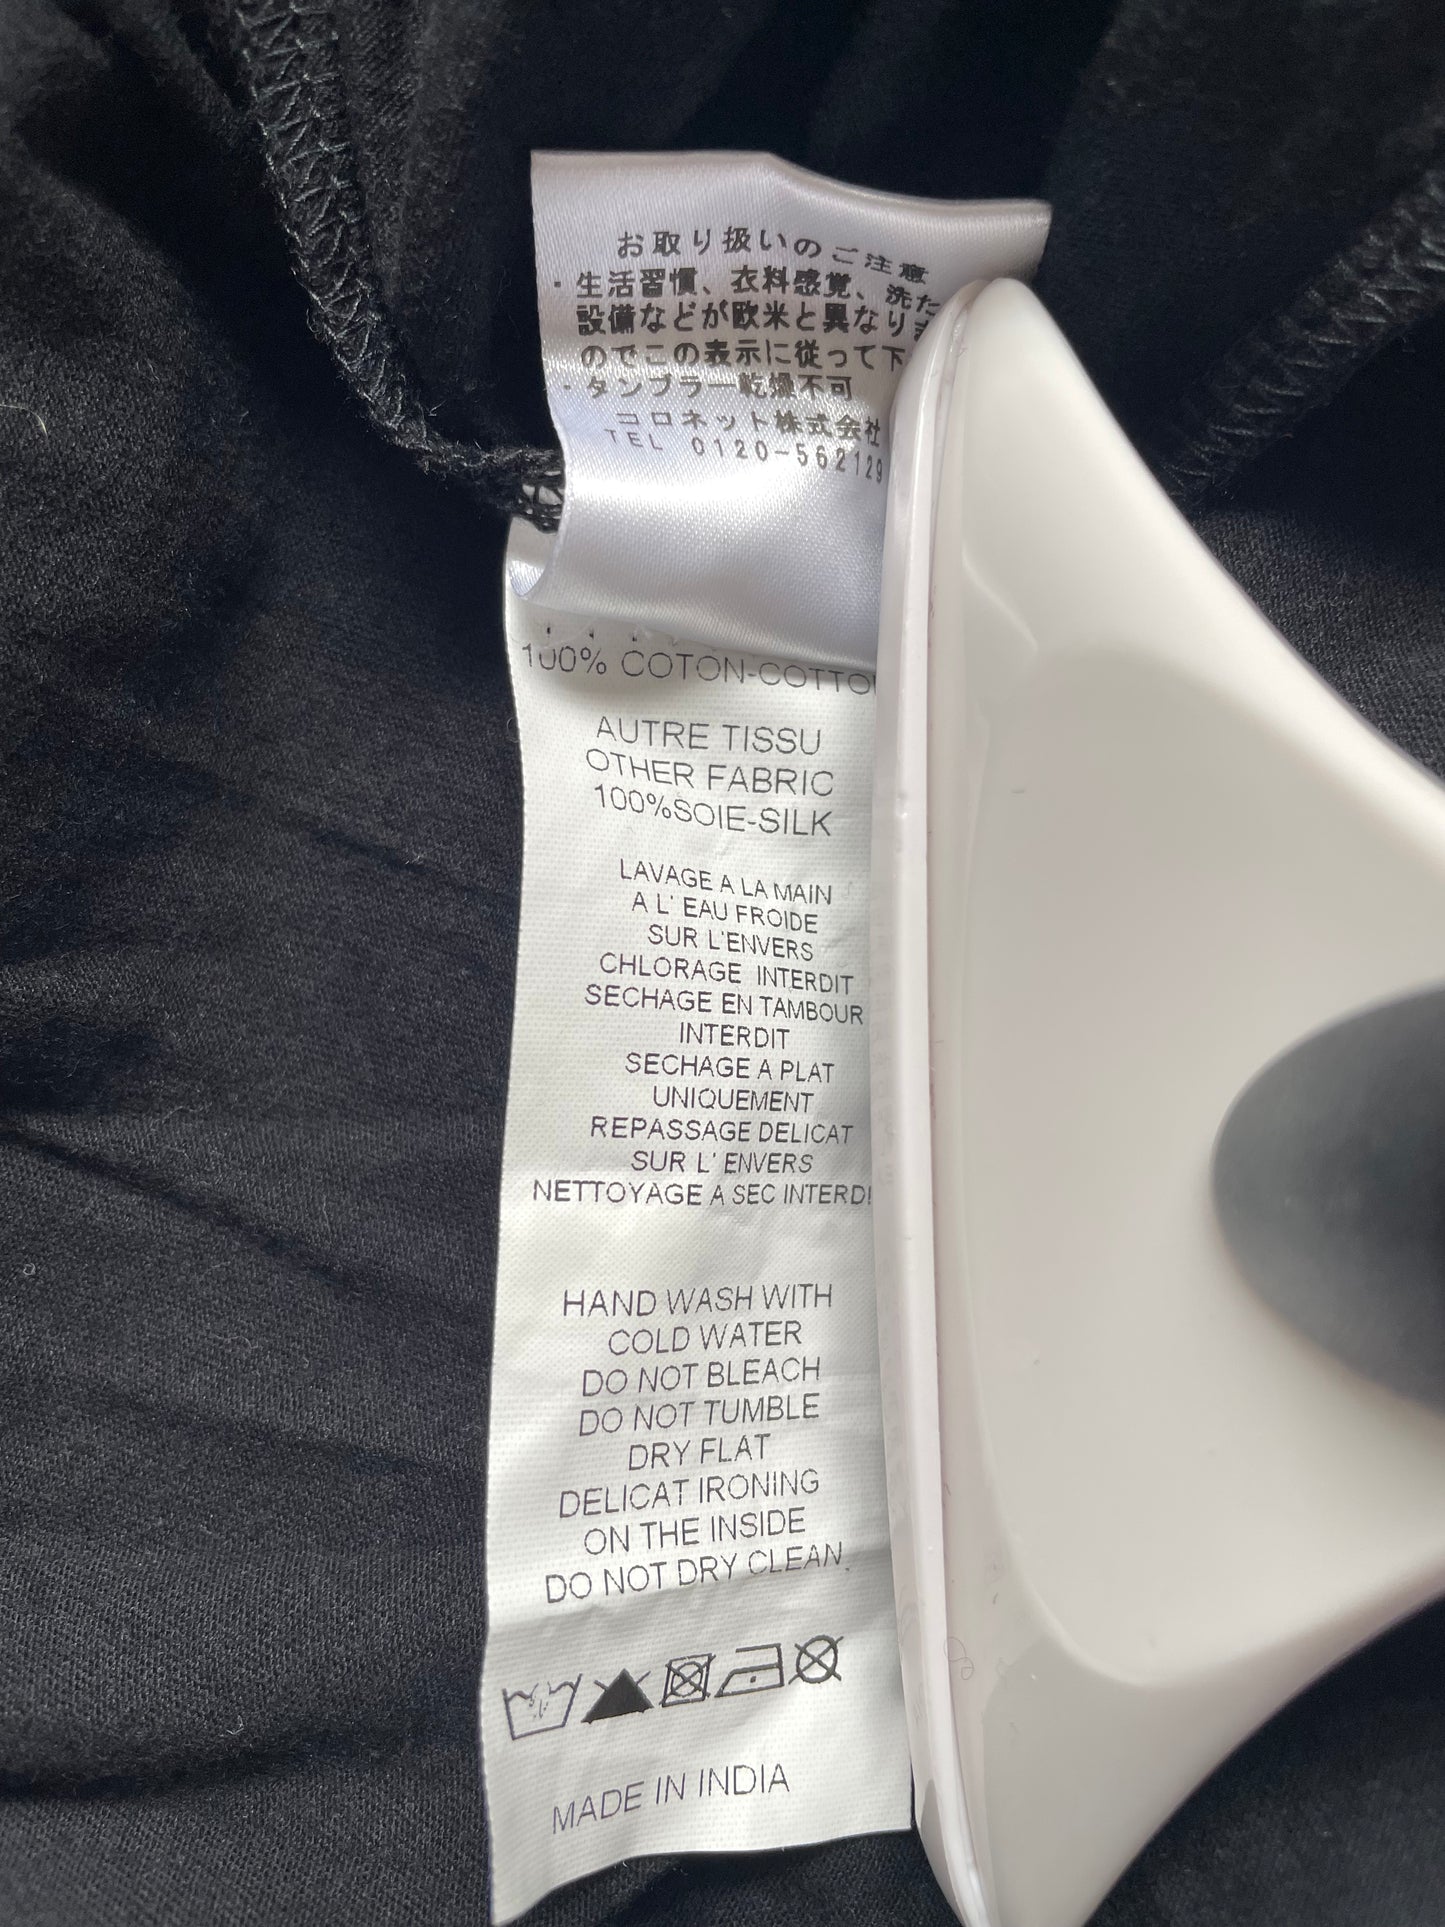 お取り扱いのご注意
・生活習慣、衣料感覚、洗た
設備などが欧米と異なりま
のでこの表示に従って下
・タンブラー乾燥不可
コロネット株式会社
TEL 0120-562129
100% COTON-COTTO
AUTRE TISSU
OTHER FABRIC
100%SOIE-SILK
LAVAGE A LA MAIN
A L' EAU FROIDE
SUR L'ENVERS
CHLORAGE INTERDIT
SECHAGE EN TAMBOUR
INTERDIT
SECHAGE A PLAT
UNIQUEMENT
REPASSAGE DELICAT
SUR L' ENVERS
NETTOYAGE A SEC INTERDI
HAND WASH WITH
COLD WATER
DO NOT BLEACH
DO NOT TUMBLE
DRY FLAT
DELICAT IRONING
ON THE INSIDE
DO NOT DRY CLEAN
MADE IN INDIA